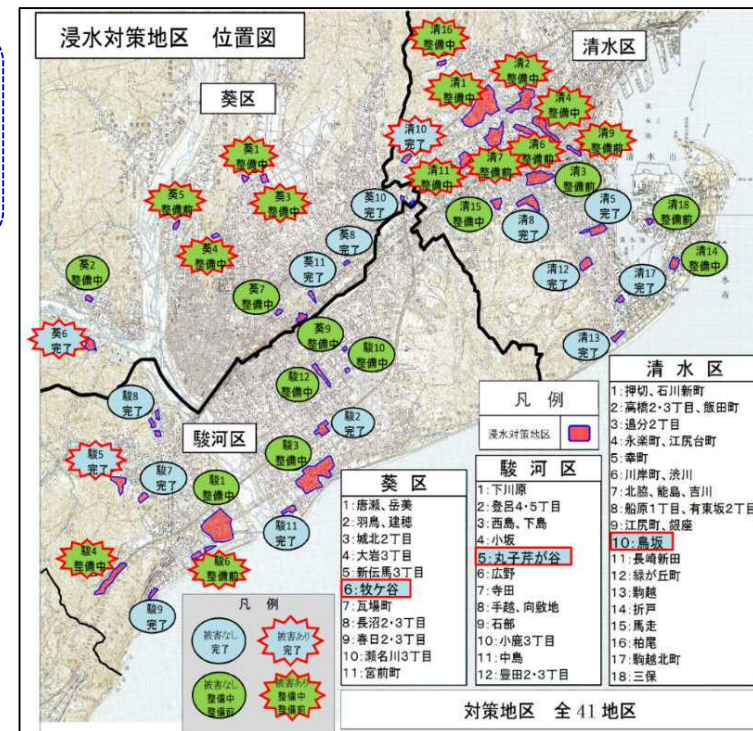 浸水対策地区 位置図
清水区
葵区
清16
整備中
清1
整備中
清2
整備中
清4
整備中
清10
完了
清9
整備前
清6
整備前
清7
整備中
清11
整備中
清3
整備前
清水市
葵1
整備中
葵5
整備前
葵3
整備中
葵10
完了
清15
整備中
清8
完了
清5
完了
清18
整備前
葵4
整備中
葵8
完了
葵2
整備中
葵11
完了
清12
完了
清17
完了
清14
整備中
葵7
整備中
葵6
完了
葵9
整備中
駿10
整備中
清13
完了
駿12
整備中
駿8
完了
駿2
完了
駿河区
駿3
整備中
駿5
完了
駿7
完了
駿1
整備中
駿11
完了
駿4
整備中
駿6
整備前
駿9
完了
凡 例
浸水対策地区
凡 例
被害なし
完了
被害あり
完了
被害なし
整備中
整備前
被害あり
整備中
整備前
葵 区
1:唐瀬、岳美
2:羽鳥、建穂
3:城北2丁目
4:大岩3丁目
5:新伝馬3丁目
6:牧ケ谷
7:瓦場町
8:長沼2・3丁目
9:春日2・3丁目
10:瀬名川3丁目
11:宮前町
駿 河 区
1:下川原
2:登呂4・5丁目
3:西島、下島
4:小坂
5:丸子芹が谷
6:広野
7:寺田
8:手越、向敷地
9:石部
10:小鹿3丁目
11:中島
12:豊田2・3丁目
清 水 区
1:押切、石川新町
2:高橋2・3丁目、飯田町
3:追分2丁目
4:永楽町、江尻台町
5:幸町
6:川岸町、渋川
7:北脇、能島、吉川
8:船原1丁目、有東坂2丁目
9:江尻町、銀座
10:鳥坂
11:長崎新田
12:緑が丘町
13:駒越
14:折戸
15:馬走
16:柏尾
17:駒越北町
18:三保
対策地区 全41地区